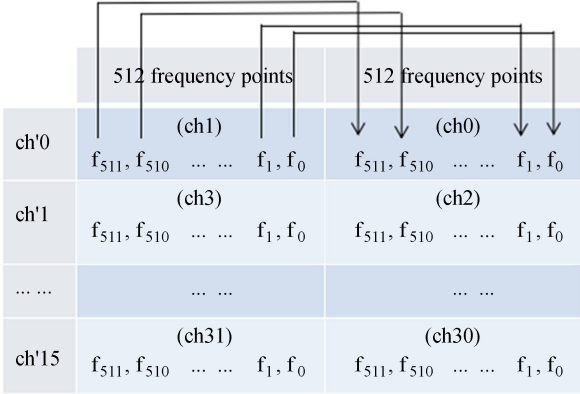 512 frequency points 512 frequency points
ch'0 (ch1) (ch0)
f511, f510 ... ... f1, f0 f511, f510 ... ... f1, f0
ch'1 (ch3) (ch2)
f511, f510 ... ... f1, f0 f511, f510 ... ... f1, f0
... ... ... ... ... ...
ch'15 (ch31) (ch30)
f511, f510 ... ... f1, f0 f511, f510 ... ... f1, f0